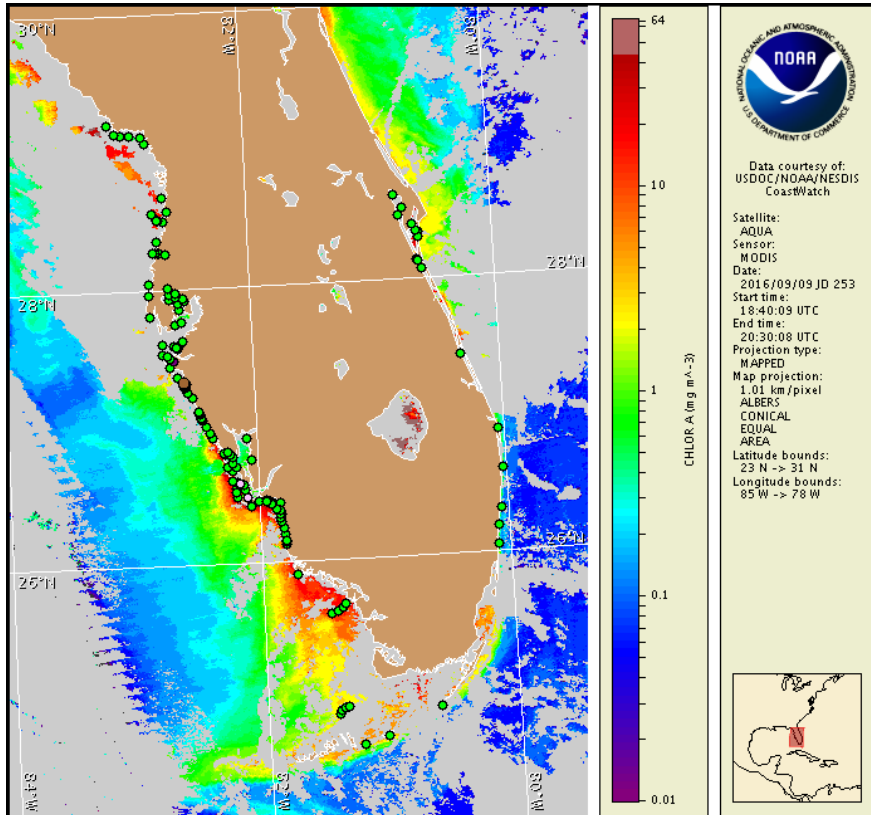 30°N
82°W
80°W
28°N
28°N
26°N
26°N
84°W
82°W
80°W
64
10
1
0.1
0.01
CHLOR A (mg m^-3)
NATIONAL OCEANIC AND ATMOSPHERIC ADMINISTRATION
NOAA
U.S. DEPARTMENT OF COMMERCE
Data courtesy of:
USDOC/NOAA/NESDIS
CoastWatch
Satellite:
AQUA
Sensor:
MODIS
Date:
2016/09/09 JD 253
Start time:
18:40:09 UTC
End time:
20:30:08 UTC
Projection type:
MAPPED
Map projection:
1.01 km/pixel
ALBERS
CONICAL
EQUAL
AREA
Latitude bounds:
23 N -> 31 N
Longitude bounds:
85 W -> 78 W